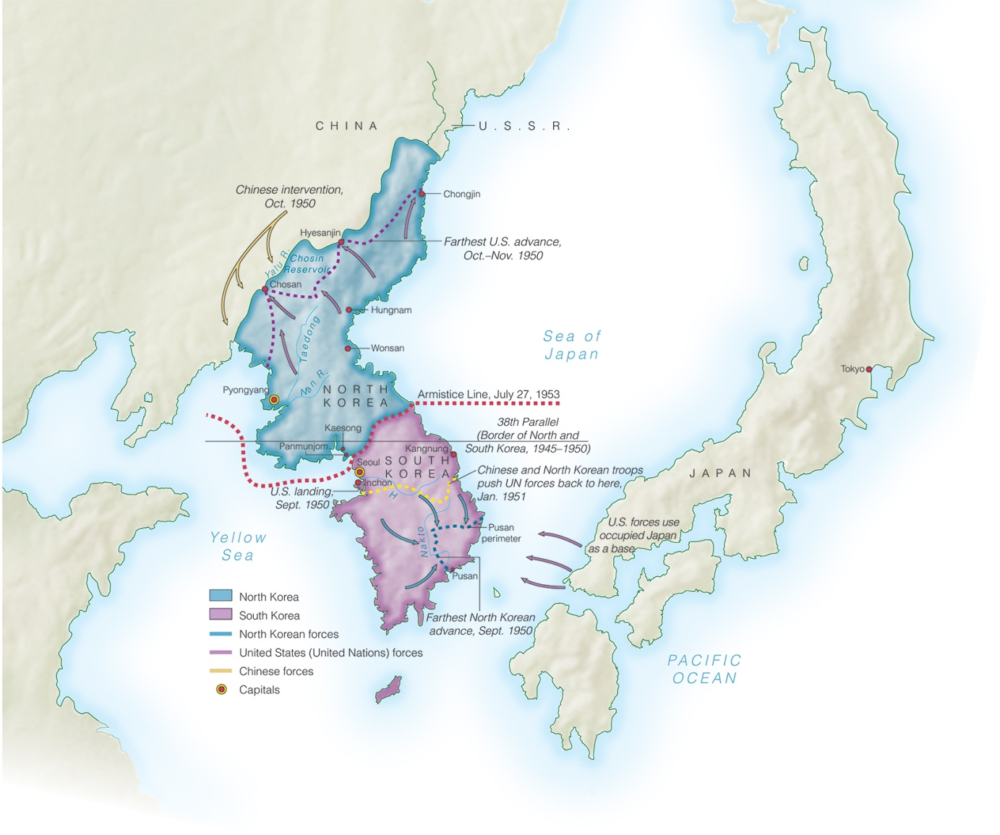 CHINA
U.S.S.R.
Chinese intervention,
Oct. 1950
Chongjin
Hyesanjin
Farthest U.S. advance,
Oct.–Nov. 1950
Yalu R.
Chosin
Reservoir
Chosan
Hungnam
Taedong
Wonsan
Sea of
Japan
Tokyo
Nan R.
Pyongyang
NORTH
KOREA
Armistice Line, July 27, 1953
38th Parallel
(Border of North and
South Korea, 1945–1950)
Kaesong
Panmunjom
Kangnung
Seoul
SOUTH
KOREA
Inchon
Chinese and North Korean troops
push UN forces back to here,
Jan. 1951
JAPAN
U.S. landing,
Sept. 1950
H
Nakto
Pusan
perimeter
U.S. forces use
occupied Japan
as a base
Yellow
Sea
Pusan
Farthest North Korean
advance, Sept. 1950
North Korea
South Korea
North Korean forces
United States (United Nations) forces
Chinese forces
Capitals
PACIFIC
OCEAN